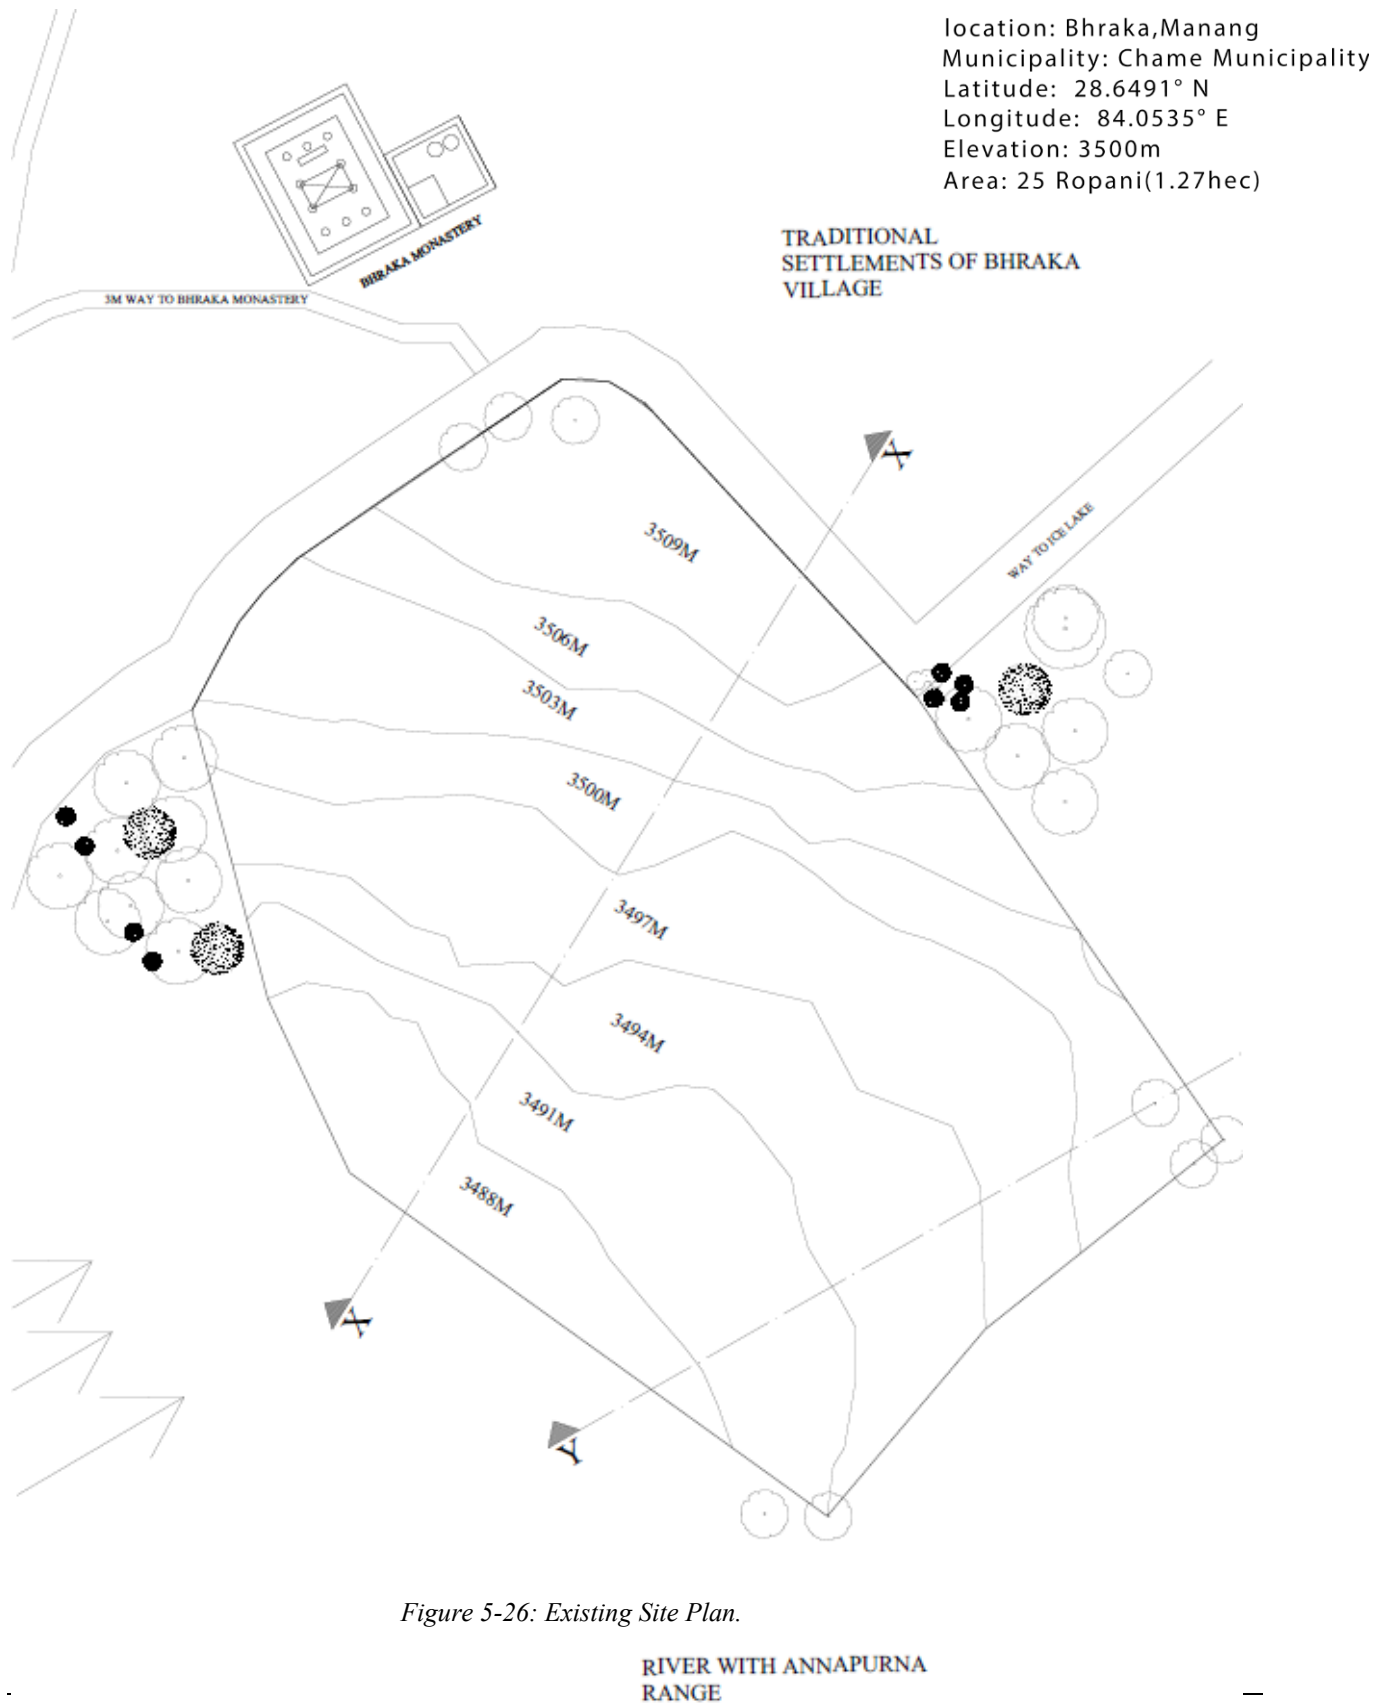 location: Bhraka,Manang
Municipality: Chame Municipality
Latitude: 28.6491° N
Longitude: 84.0535° E
Elevation: 3500m
Area: 25 Ropani(1.27hec)
BHRAKA MONASTERY
TRADITIONAL
SETTLEMENTS OF BHRAKA
VILLAGE
3M WAY TO BHRAKA MONASTERY
X
WAY TO ICE LAKE
3509M
3506M
3503M
3500M
3497M
3494M
3491M
3488M
X
Y
Figure 5-26: Existing Site Plan.
RIVER WITH ANNAPURNA
RANGE